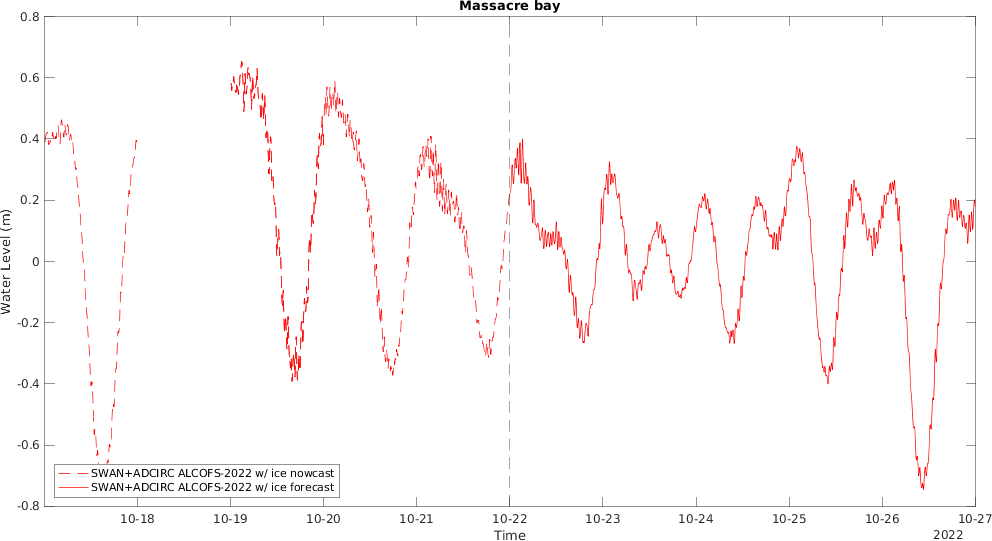 Massacre bay
0.8
0.6
0.4
0.2
0
-0.2
-0.4
-0.6
-0.8
Water Level (m)
SWAN+ADCIRC ALCOFS-2022 w/ ice nowcast
SWAN+ADCIRC ALCOFS-2022 w/ ice forecast
10-18 10-19 10-20 10-21 10-22 10-23 10-24 10-25 10-26 10-27
Time
2022